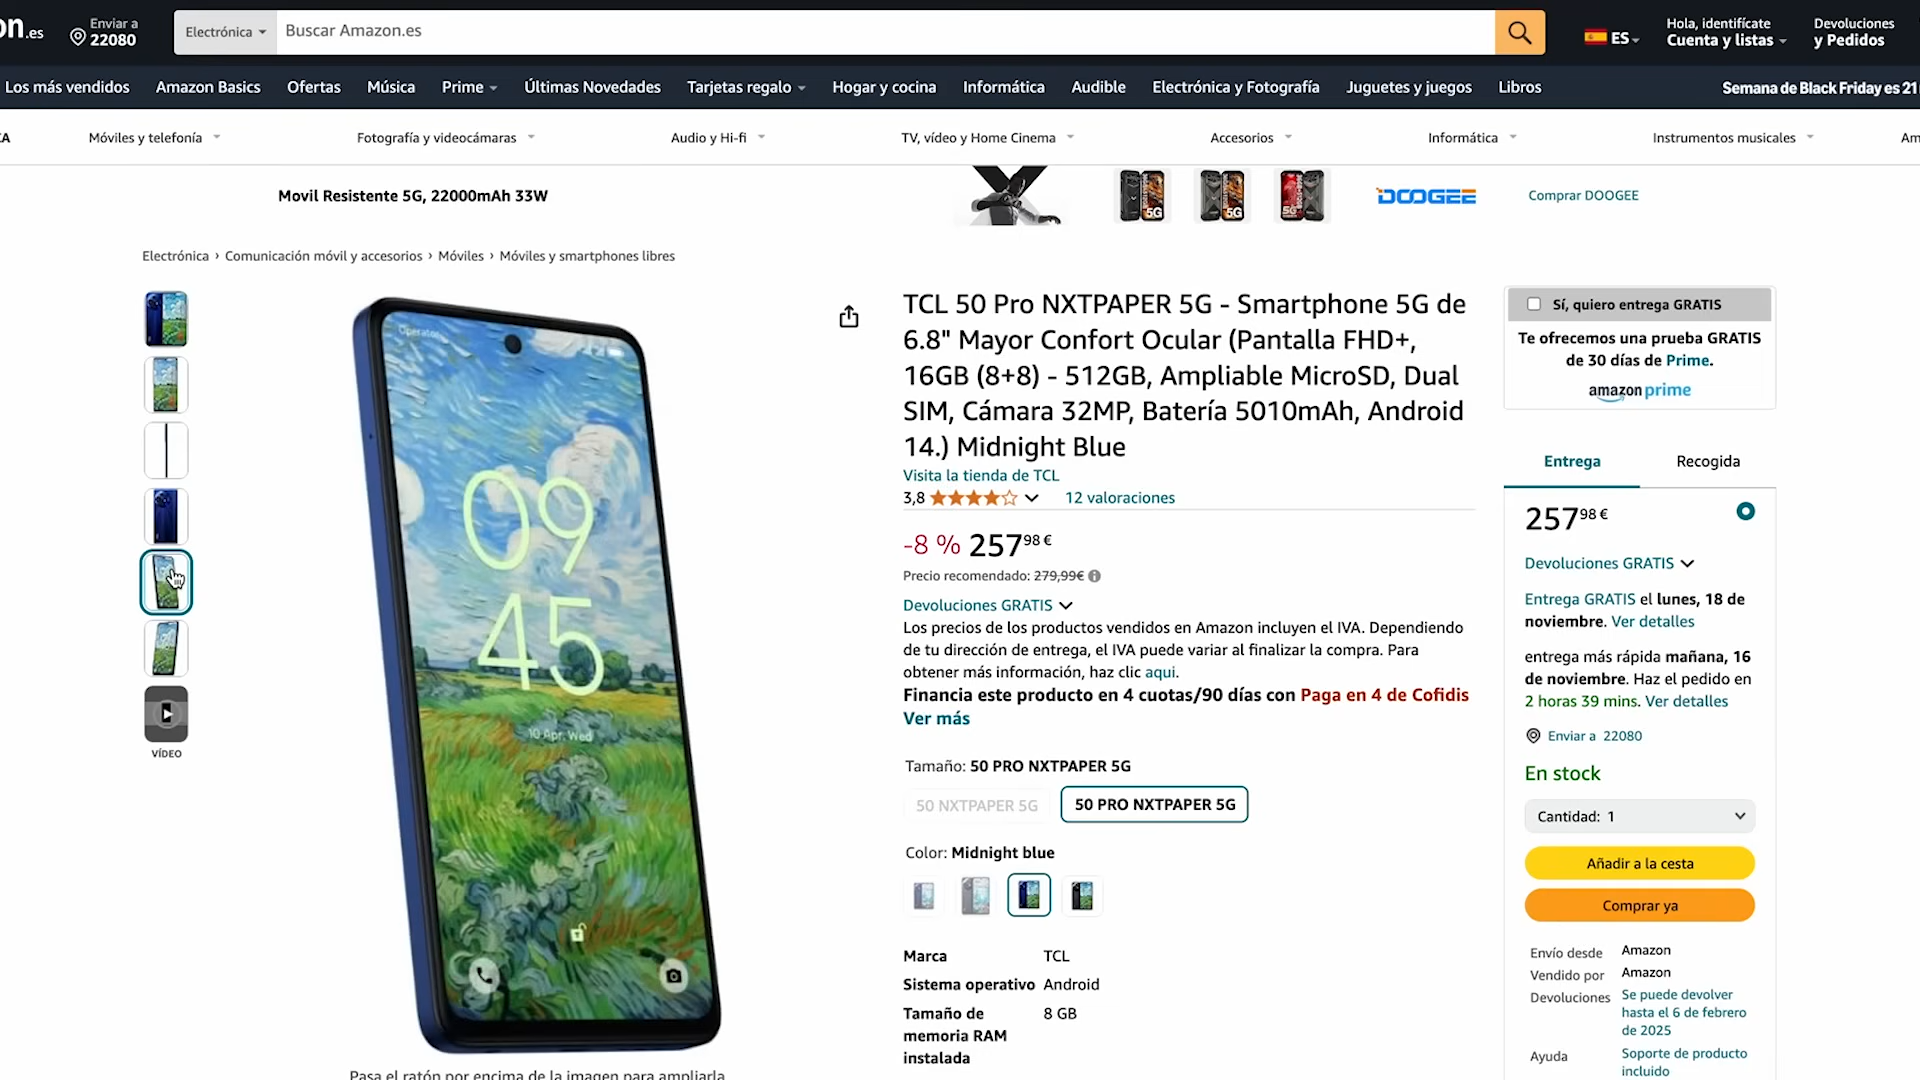 on.es
Enviar a
22080
Electrónica
Buscar Amazon.es
ES
Hola, identifícate
Cuenta y listas
Devoluciones
y Pedidos
Los más vendidos
Amazon Basics
Ofertas
Música
Prime
Últimas Novedades
Tarjetas regalo
Hogar y cocina
Informática
Audible
Electrónica y Fotografía
Juguetes y juegos
Libros
Semana de Black Friday es 21
CA
Móviles y telefonía
Fotografía y videocámaras
Audio y Hi-fi
TV, vídeo y Home Cinema
Accesorios
Informática
Instrumentos musicales
Am
Movil Resistente 5G, 22000mAh 33W
5G
5G
5G
DOOGEE
Comprar DOOGEE
Electrónica › Comunicación móvil y accesorios › Móviles › Móviles y smartphones libres
VÍDEO
Operator
09
45
10 Apr. Wed
Pasa el ratón por encima de la imagen para ampliarla
TCL 50 Pro NXTPAPER 5G - Smartphone 5G de
6.8" Mayor Confort Ocular (Pantalla FHD+,
16GB (8+8) - 512GB, Ampliable MicroSD, Dual
SIM, Cámara 32MP, Batería 5010mAh, Android
14.) Midnight Blue
Visita la tienda de TCL
3,8
12 valoraciones
-8 % 257 98 €
Precio recomendado: 279,99€
Devoluciones GRATIS
Los precios de los productos vendidos en Amazon incluyen el IVA. Dependiendo
de tu dirección de entrega, el IVA puede variar al finalizar la compra. Para
obtener más información, haz clic aqui.
Financia este producto en 4 cuotas/90 días con Paga en 4 de Cofidis
Ver más
Tamaño: 50 PRO NXTPAPER 5G
50 NXTPAPER 5G
50 PRO NXTPAPER 5G
Color: Midnight blue
Marca TCL
Sistema operativo Android
Tamaño de 8 GB
memoria RAM
instalada
Sí, quiero entrega GRATIS
Te ofrecemos una prueba GRATIS
de 30 días de Prime.
amazon prime
Entrega
Recogida
257 98 €
Devoluciones GRATIS
Entrega GRATIS el lunes, 18 de
noviembre. Ver detalles
entrega más rápida mañana, 16
de noviembre. Haz el pedido en
2 horas 39 mins. Ver detalles
Enviar a 22080
En stock
Cantidad: 1
Añadir a la cesta
Comprar ya
Envío desde Amazon
Vendido por Amazon
Devoluciones Se puede devolver
hasta el 6 de febrero
de 2025
Ayuda Soporte de producto
incluido